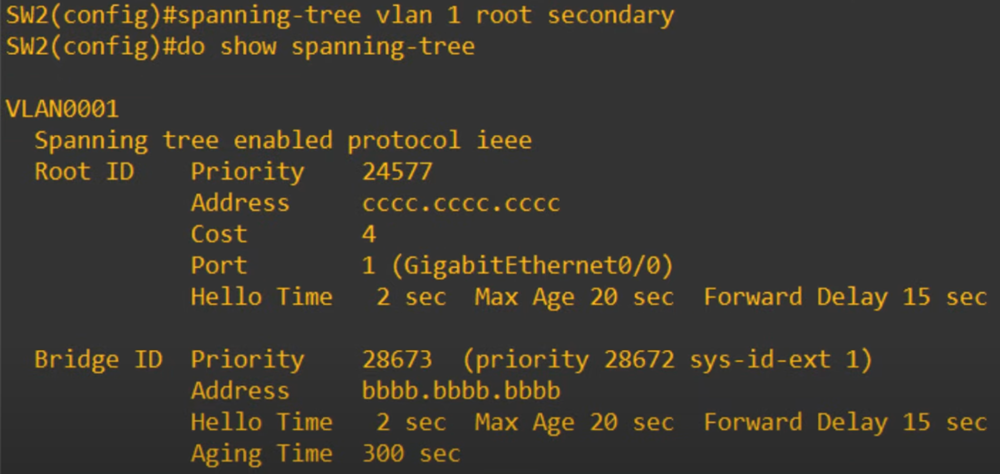 SW2(config)#spanning-tree vlan 1 root secondary
SW2(config)#do show spanning-tree
VLAN0001
Spanning tree enabled protocol ieee
Root ID Priority 24577
Address cccc.cccc.cccc
Cost 4
Port 1 (GigabitEthernet0/0)
Hello Time 2 sec Max Age 20 sec Forward Delay 15 sec
Bridge ID Priority 28673 (priority 28672 sys-id-ext 1)
Address bbbb.bbbb.bbbb
Hello Time 2 sec Max Age 20 sec Forward Delay 15 sec
Aging Time 300 sec